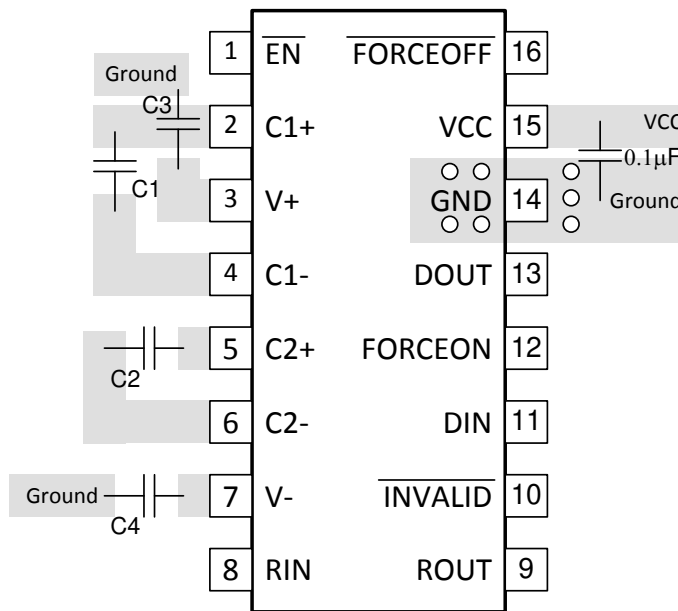 1 EN FORCEOFF 16
Ground
C3
2 C1+ VCC 15 VCC
C1
0.1µF
3 V+ GND 14 Ground
4 C1- DOUT 13
5 C2+ FORCEON 12
C2
6 C2- DIN 11
7 V- INVALID 10
Ground
C4
8 RIN ROUT 9